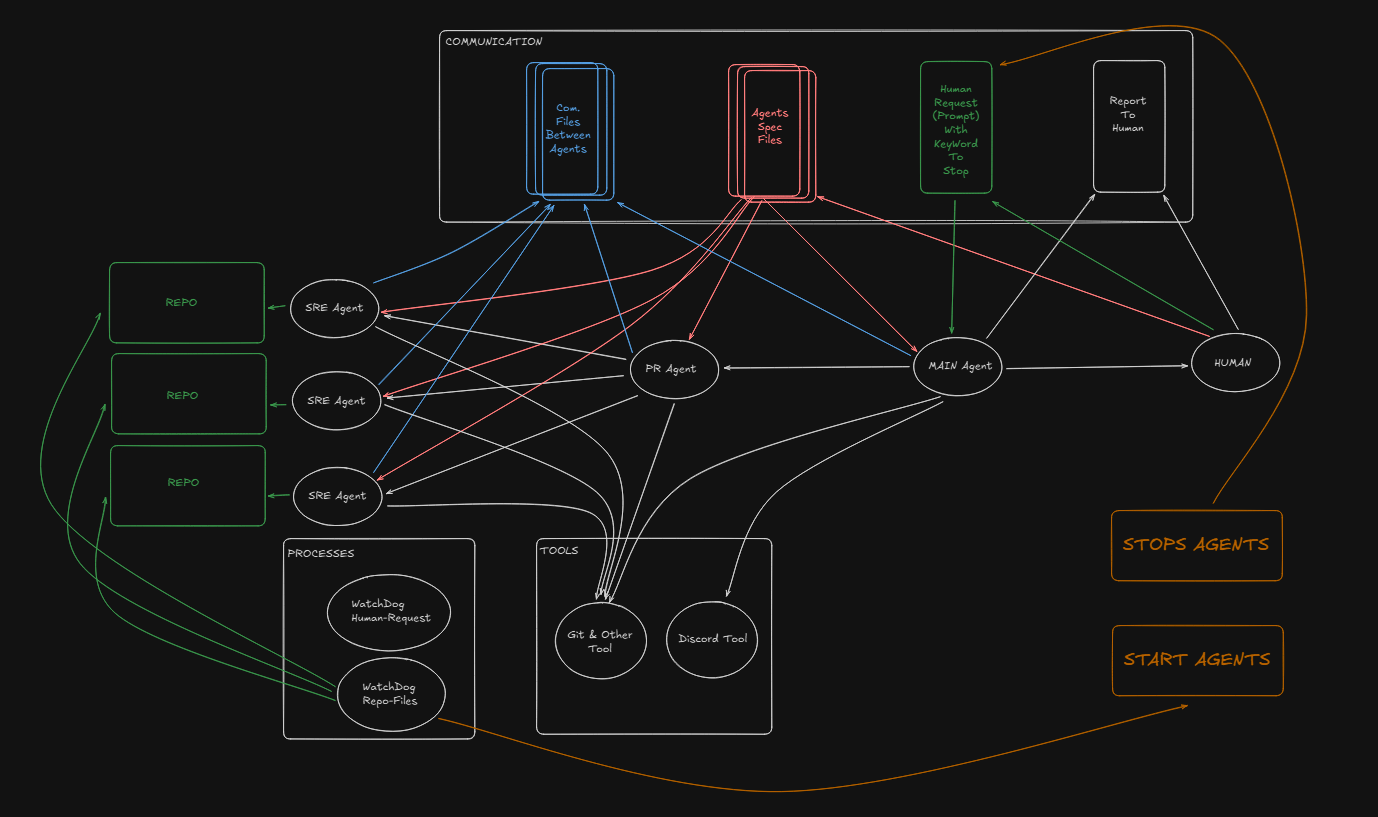 COMMUNICATION
Com.
Files
Between
Agents
Agents
Spec
Files
Human
Request
(Prompt)
With
KeyWord
To
Stop
Report
To
Human
REPO
SRE Agent
REPO
SRE Agent
REPO
SRE Agent
PR Agent
MAIN Agent
HUMAN
PROCESSES
WatchDog
Human-Request
WatchDog
Repo-Files
TOOLS
Git & Other
Tool
Discord Tool
STOPS AGENTS
START AGENTS